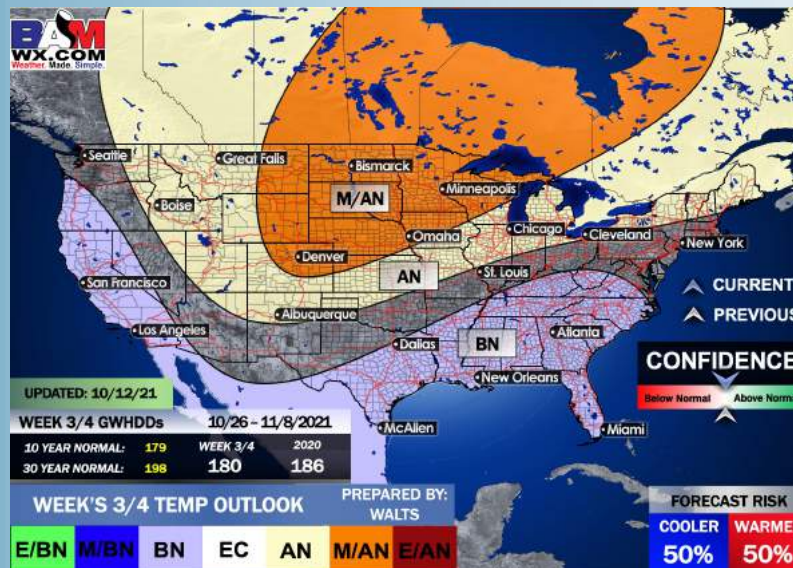 BAM
WX.COM
Weather. Made. Simple.
Seattle
Great Falls
Bismarck
Minneapolis
M/AN
Boise
Omaha
Chicago
Cleveland
New York
Denver
AN
St. Louis
San Francisco
Albuquerque
CURRENT
PREVIOUS
Los Angeles
Dallas
BN
Atlanta
New Orleans
McAllen
Miami
CONFIDENCE
Below Normal
Above Norma
UPDATED: 10/12/21
WEEK 3/4 GWHDDs 10/26 – 11/8/2021
10 YEAR NORMAL: 179 WEEK 3/4 2020
30 YEAR NORMAL: 198 180 186
WEEK'S 3/4 TEMP OUTLOOK
PREPARED BY:
WALTS
E/BN M/BN BN EC AN M/AN E/AN
FORECAST RISK
COOLER WARME
50% 50%